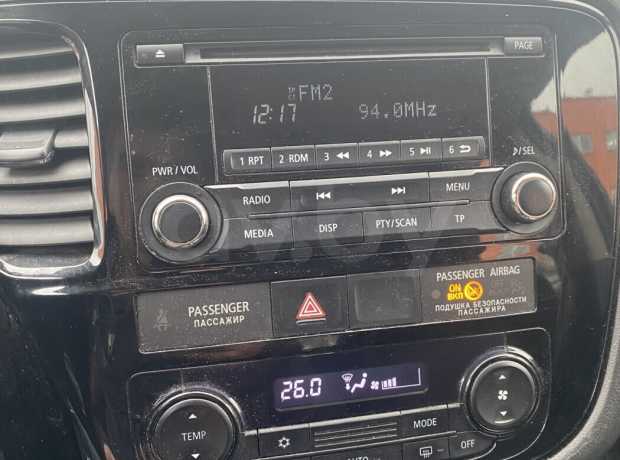 PAGE
FM2
12:17 94.0MHz
1 RPT 2 RDM 3 4 5 6
PWR / VOL
♪/SEL
RADIO MENU
MEDIA DISP PTY/SCAN TP
PASSENGER
ПАССАЖИР
PASSENGER AIRBAG
ON
ВКЛ
ПОДУШКА БЕЗОПАСНОСТИ
ПАССАЖИРА
26.0
TEMP
MODE
AUTO
OFF